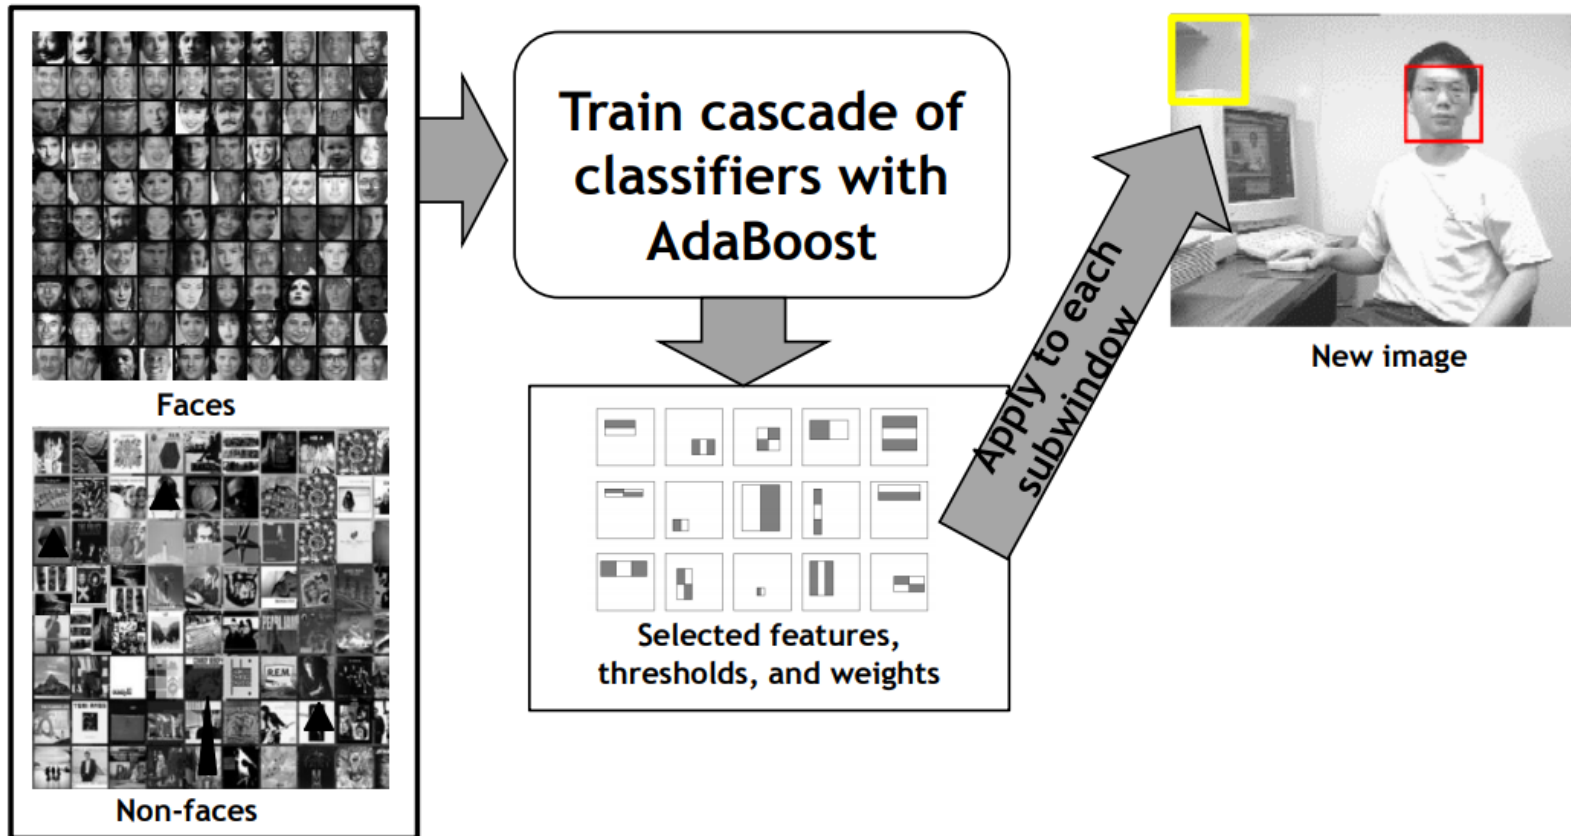 Faces
Non-faces
Train cascade of
classifiers with
AdaBoost
Selected features,
thresholds, and weights
Apply to each
subwindow
New image
R.E.M.